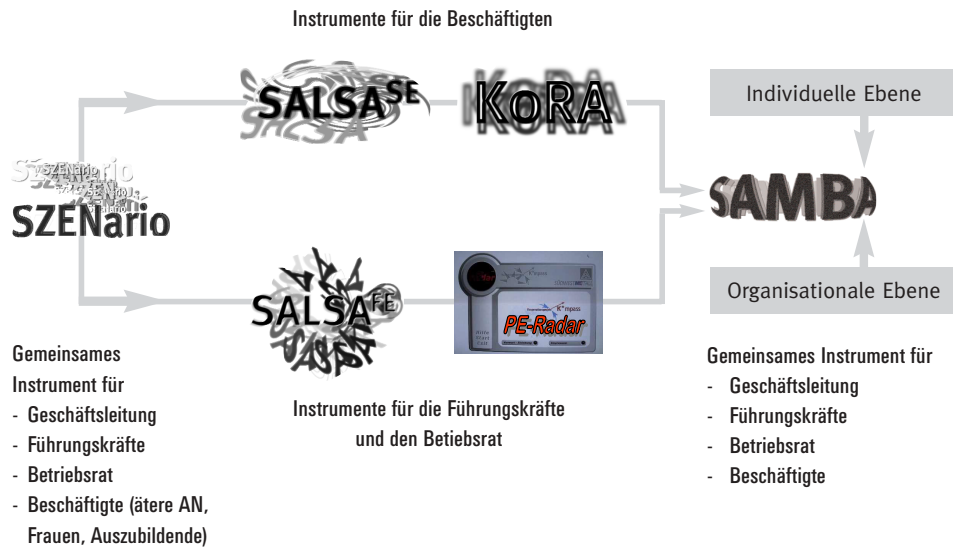 Instrumente für die Beschäftigten
SALSA SE
KoRA
Individuelle Ebene
SZENario
SAMBA
SALSA FE
PE-Radar
Organisationale Ebene
Gemeinsames
Instrument für
- Geschäftsleitung
- Führungskräfte
- Betriebsrat
- Beschäftigte (ätere AN,
Frauen, Auszubildende)
Instrumente für die Führungskräfte
und den Betiebsrat
Gemeinsames Instrument für
- Geschäftsleitung
- Führungskräfte
- Betriebsrat
- Beschäftigte